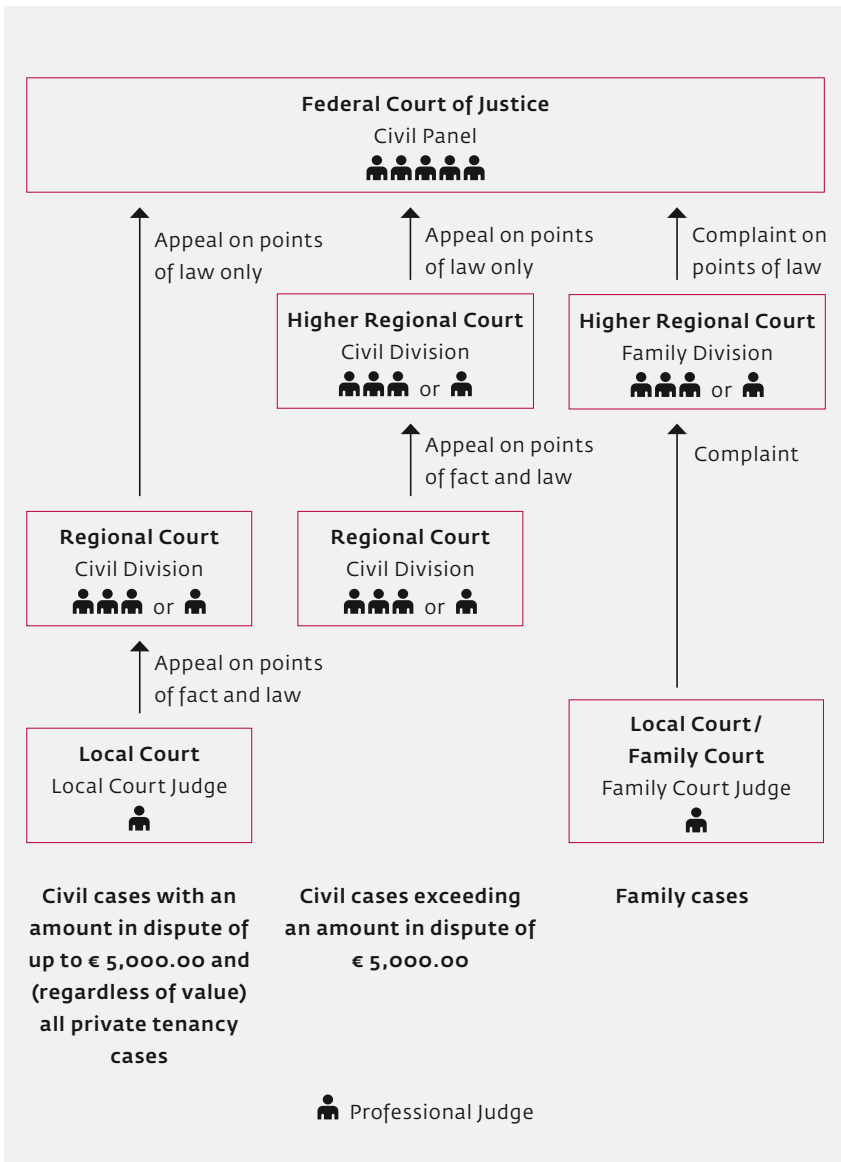 Federal Court of Justice
Civil Panel
Appeal on points
of law only
Appeal on points
of law only
Complaint on
points of law
Higher Regional Court
Civil Division
or
Higher Regional Court
Family Division
or
Appeal on points
of fact and law
Complaint
Regional Court
Civil Division
or
Regional Court
Civil Division
or
Appeal on points
of fact and law
Local Court
Local Court Judge
Local Court/
Family Court
Family Court Judge
Civil cases with an
amount in dispute of
up to € 5,000.00 and
(regardless of value)
all private tenancy
cases
Civil cases exceeding
an amount in dispute of
€ 5,000.00
Family cases
Professional Judge